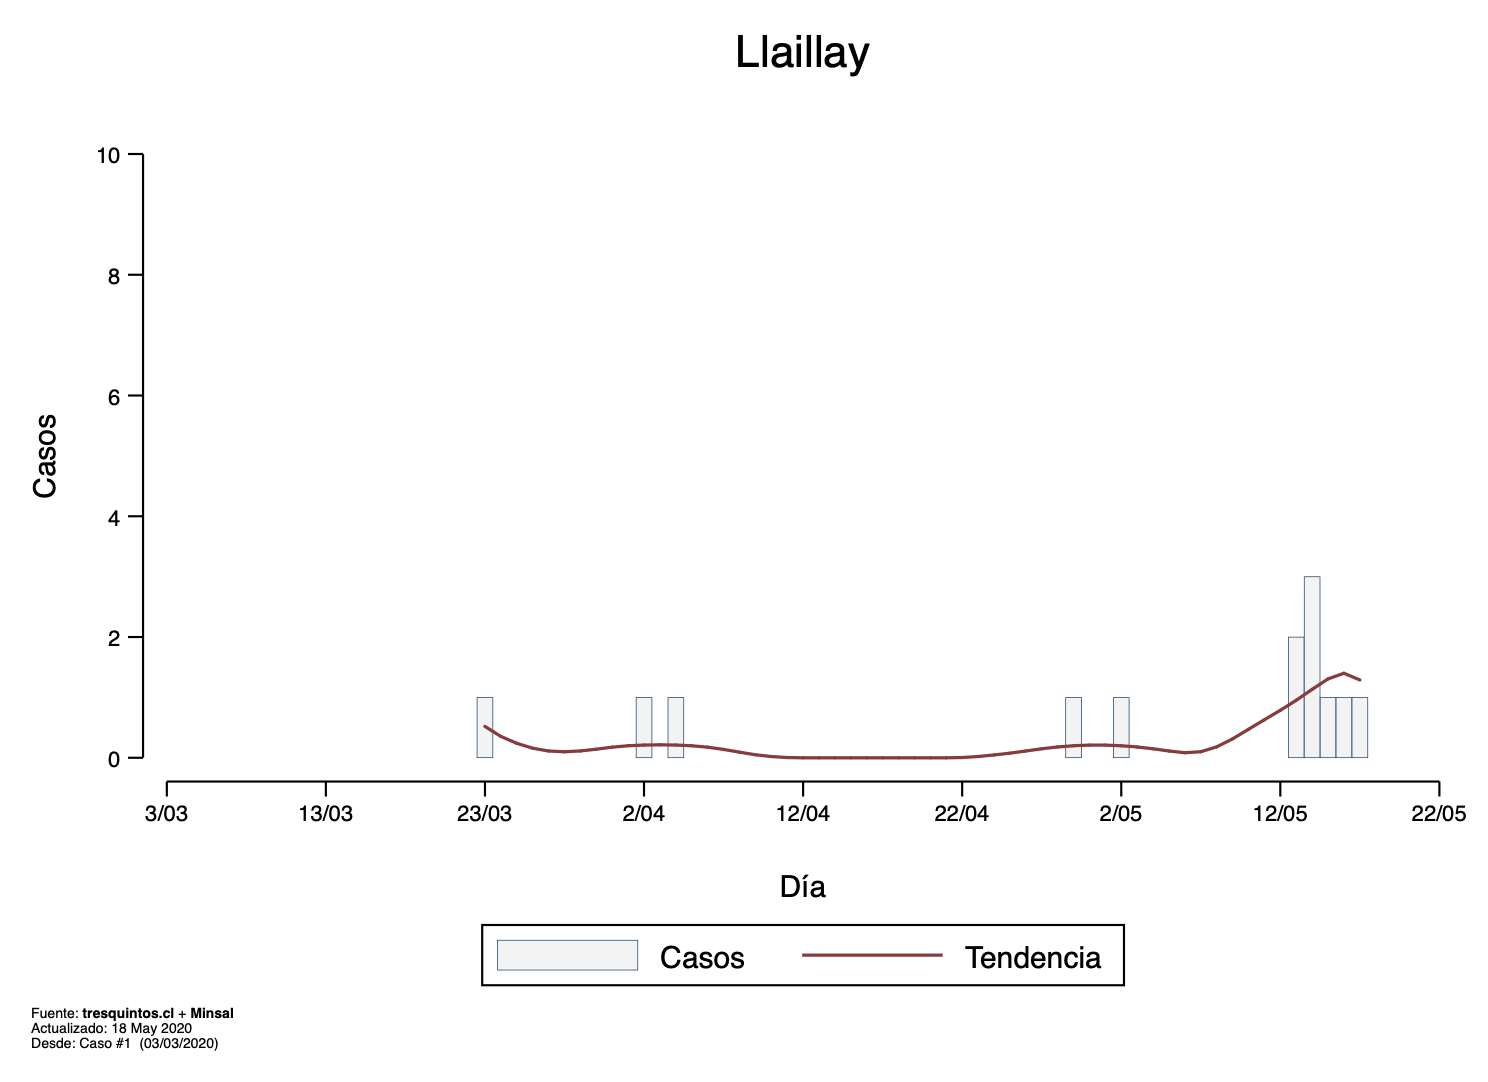 Llaillay
10
8
6
4
2
0
Casos
3/03 13/03 23/03 2/04 12/04 22/04 2/05 12/05 22/05
Día
Casos Tendencia
Fuente: tresquintos.cl + Minsal
Actualizado: 18 May 2020
Desde: Caso #1 (03/03/2020)